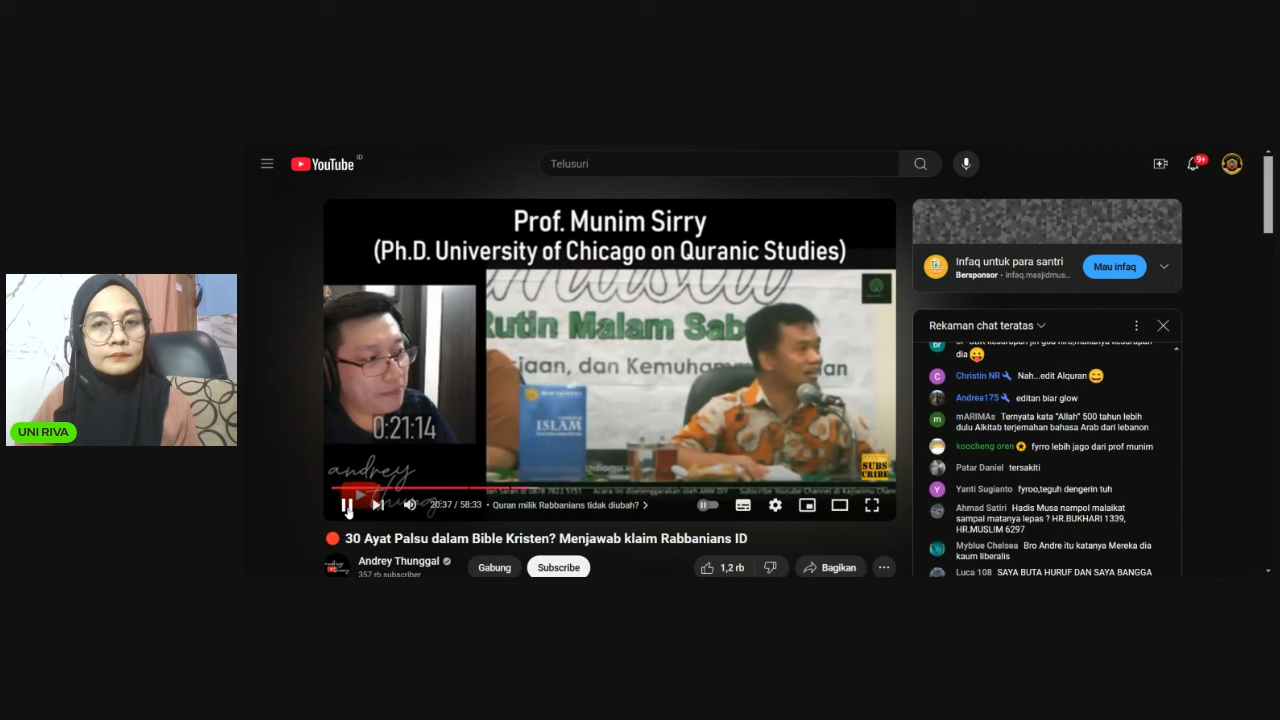 YouTube ID
Telusuri
9+
Prof. Munim Sirry
(Ph.D. University of Chicago on Quranic Studies)
Rutin Malam Sab
ISLAM
0:21:14
andrey
SUBS
CRIBE
20:37 / 58:33 • Quran milik Rabbanians tidak diubah?
30 Ayat Palsu dalam Bible Kristen? Menjawab klaim Rabbanians ID
Andrey Thunggal
357 rb subscriber
Gabung
Subscribe
1,2 rb
Bagikan
Infaq untuk para santri
Bersponsor · infaq.masjidmus...
Mau infaq
Rekaman chat teratas
dia
Christin NR Nah...edit Alquran
Andrea175 editan biar glow
mARIMAs Ternyata kata "Allah" 500 tahun lebih
dulu Alkitab terjemahan bahasa Arab dari lebanon
koocheng oren fyrro lebih jago dari prof munim
Patar Daniel tersakiti
Yanti Sugianto fyroo,teguh dengerin tuh
Ahmad Satiri Hadis Musa nampol malaikat
sampai matanya lepas ? HR.BUKHARI 1339,
HR.MUSLIM 6297
Myblue Chelsea Bro Andre itu katanya Mereka dia
kaum liberalis
Luca 108 SAYA BUTA HURUF DAN SAYA BANGGA
UNI RIVA